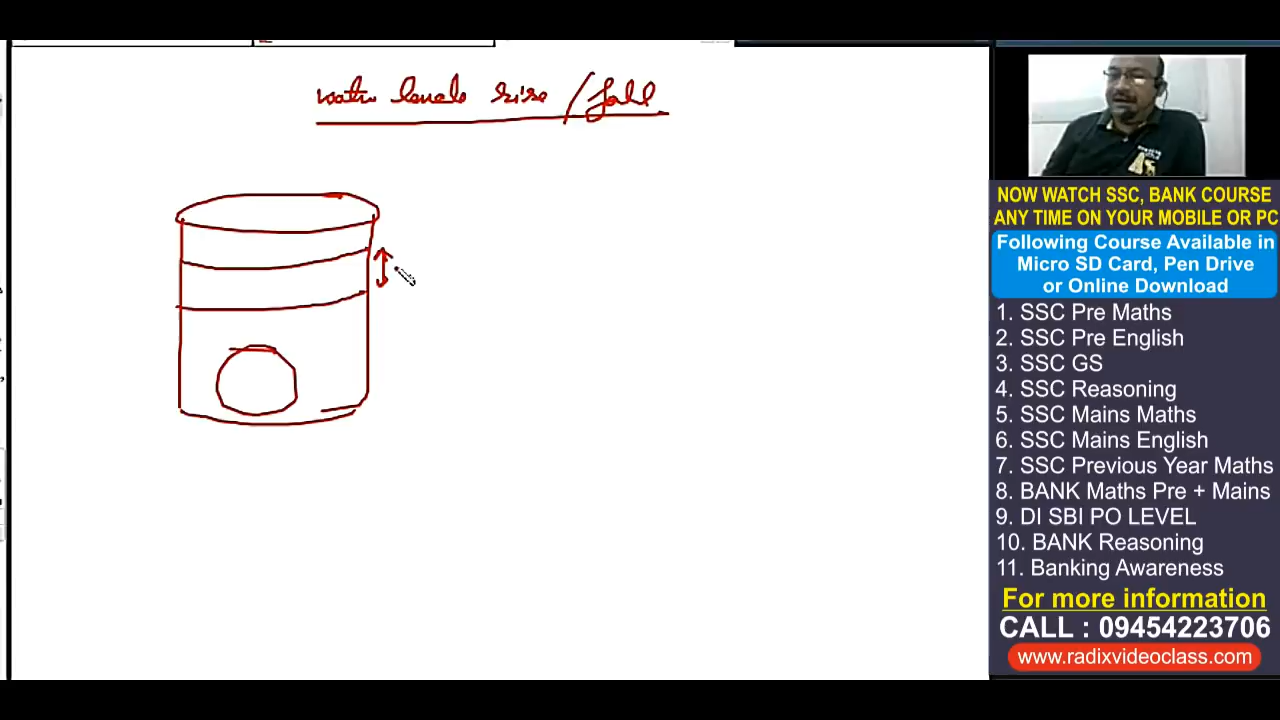 water levels rise / fall
NOW WATCH SSC, BANK COURSE
ANY TIME ON YOUR MOBILE OR PC
Following Course Available in
Micro SD Card, Pen Drive
or Online Download
1. SSC Pre Maths
2. SSC Pre English
3. SSC GS
4. SSC Reasoning
5. SSC Mains Maths
6. SSC Mains English
7. SSC Previous Year Maths
8. BANK Maths Pre + Mains
9. DI SBI PO LEVEL
10. BANK Reasoning
11. Banking Awareness
For more information
CALL : 09454223706
www.radixvideoclass.com